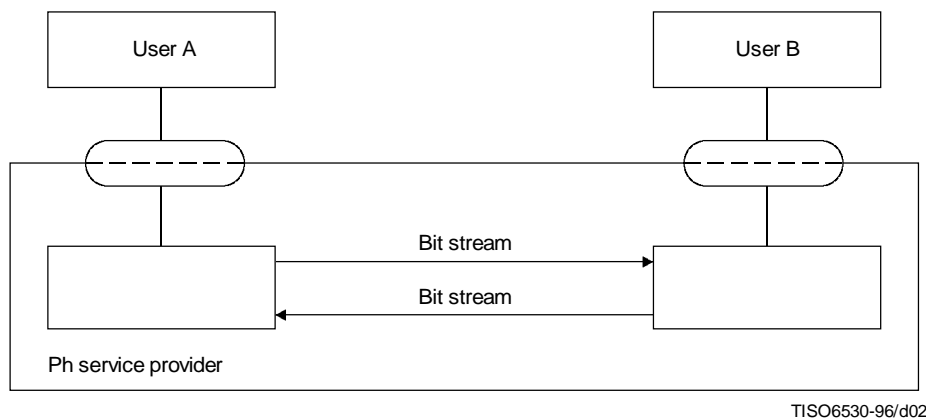 User A
User B
Bit stream
Bit stream
Ph service provider
TISO6530-96/d02